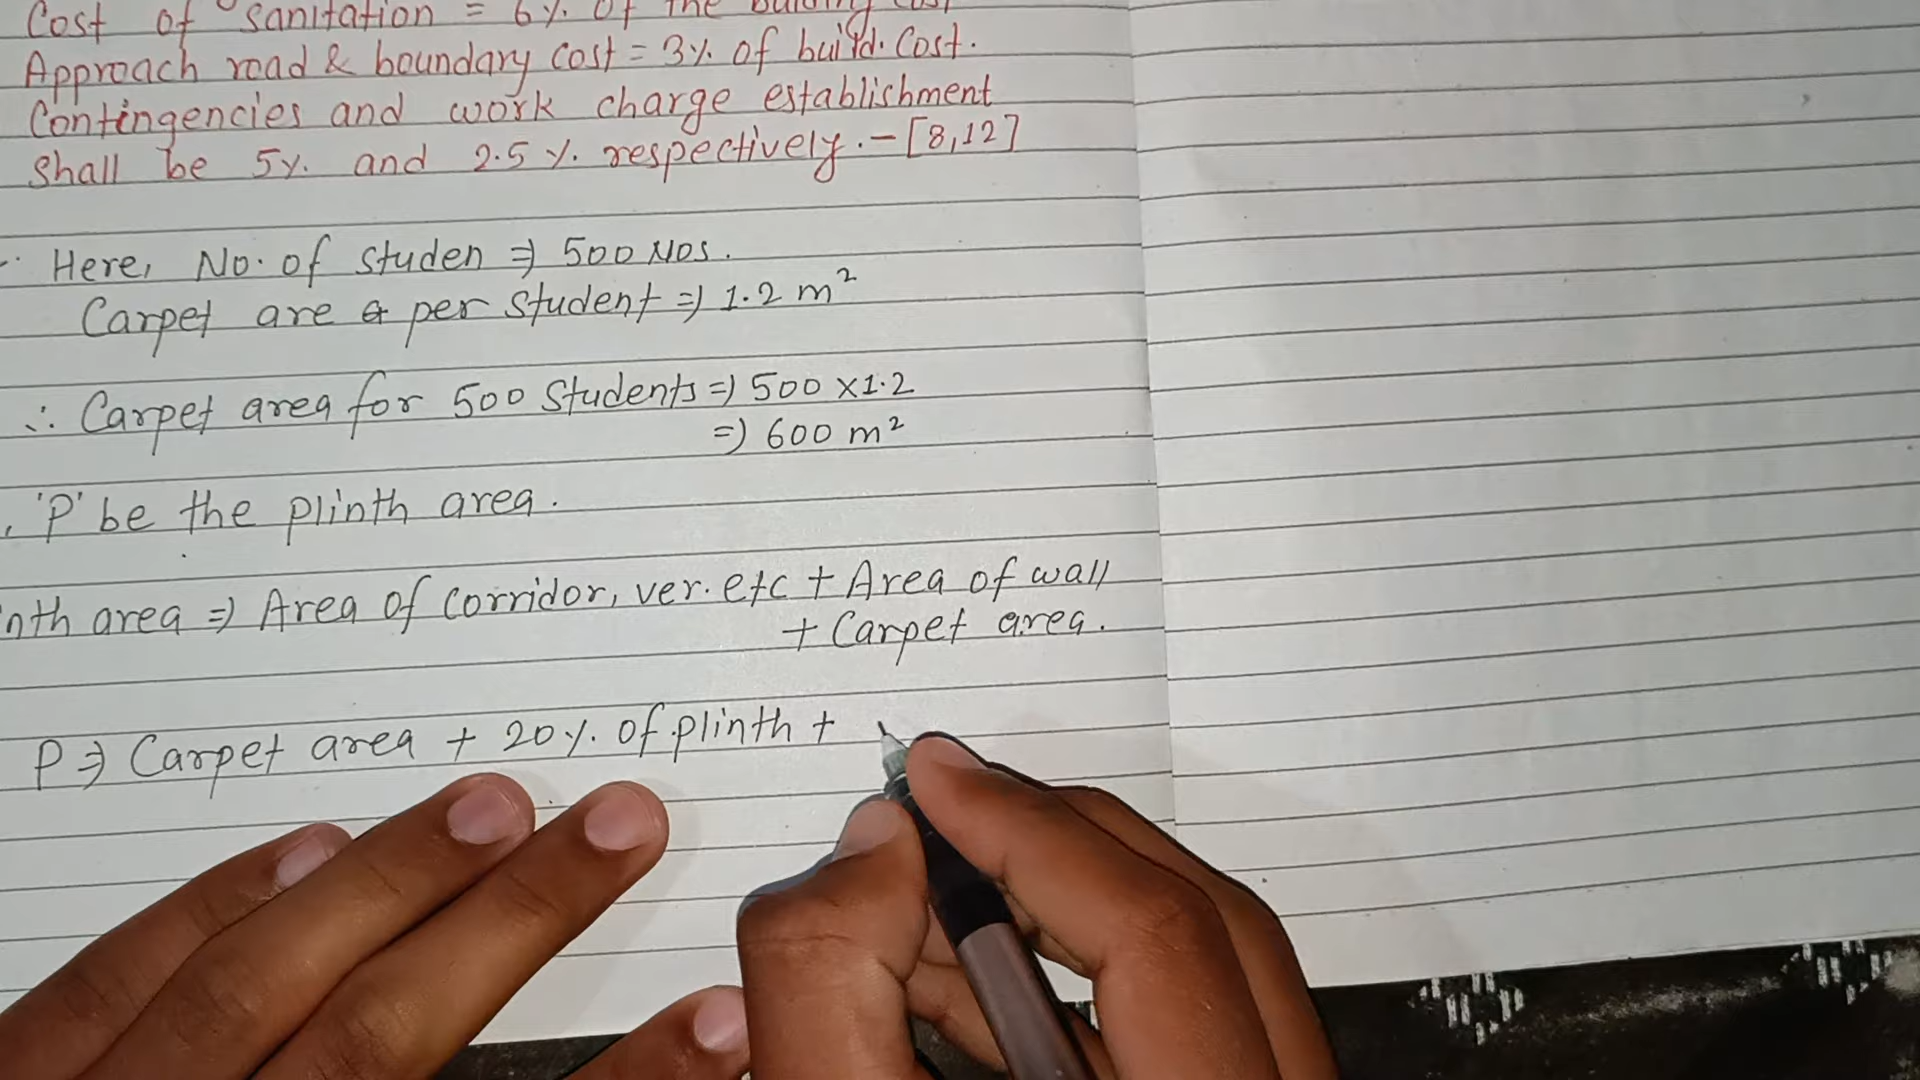 Cost of sanitation = 6%. of the building cost
Approach road & boundary cost = 3%. of build. Cost.
Contingencies and work charge establishment
shall be 5%. and 2.5%. respectively. - [8,12]
Here, No. of studen ⇒ 500 Nos.
Carpet are a per student ⇒ 1.2 m²
∴ Carpet area for 500 Students ⇒ 500 × 1.2
⇒ 600 m²
, 'P' be the plinth area.
nth area ⇒ Area of corridor, ver. etc + Area of wall
+ Carpet area.
P ⇒ Carpet area + 20%. of plinth +